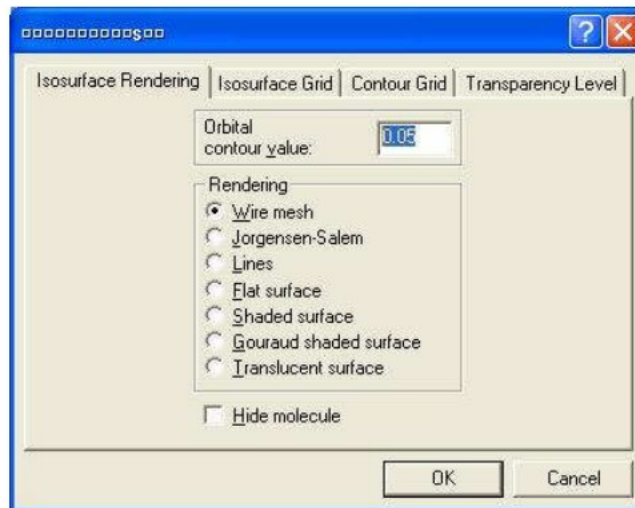 Isosurface Rendering Isosurface Grid Contour Grid Transparency Level
Orbital
contour value: 0.05
Rendering
Wire mesh
Jorgensen-Salem
Lines
Flat surface
Shaded surface
Gouraud shaded surface
Translucent surface
Hide molecule
OK Cancel